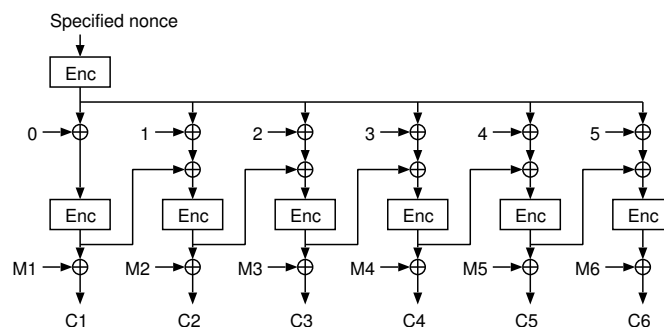 Specified nonce
Enc
0 1 2 3 4 5
Enc Enc Enc Enc Enc Enc
M1 M2 M3 M4 M5 M6
C1 C2 C3 C4 C5 C6